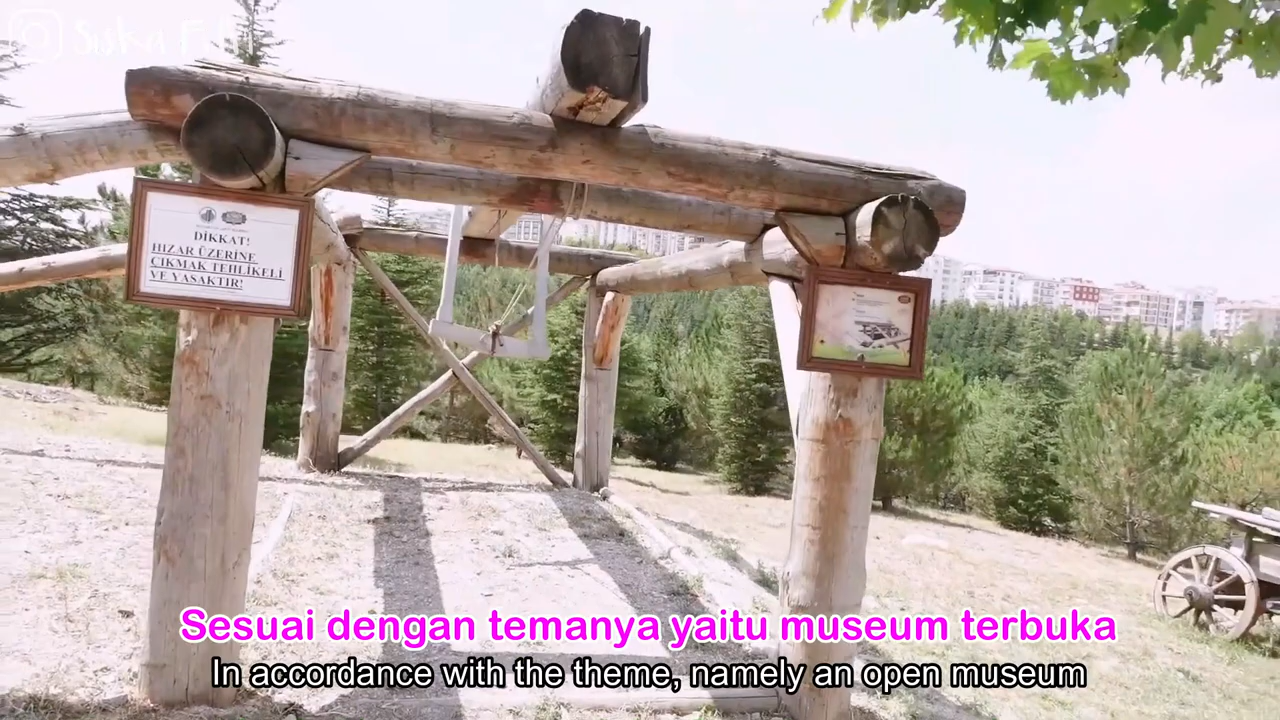 Siska F
DİKKAT!
HIZAR ÜZERİNE
ÇIKMAK TEHLİKELİ
VE YASAKTIR!
Sesuai dengan temanya yaitu museum terbuka
In accordance with the theme, namely an open museum